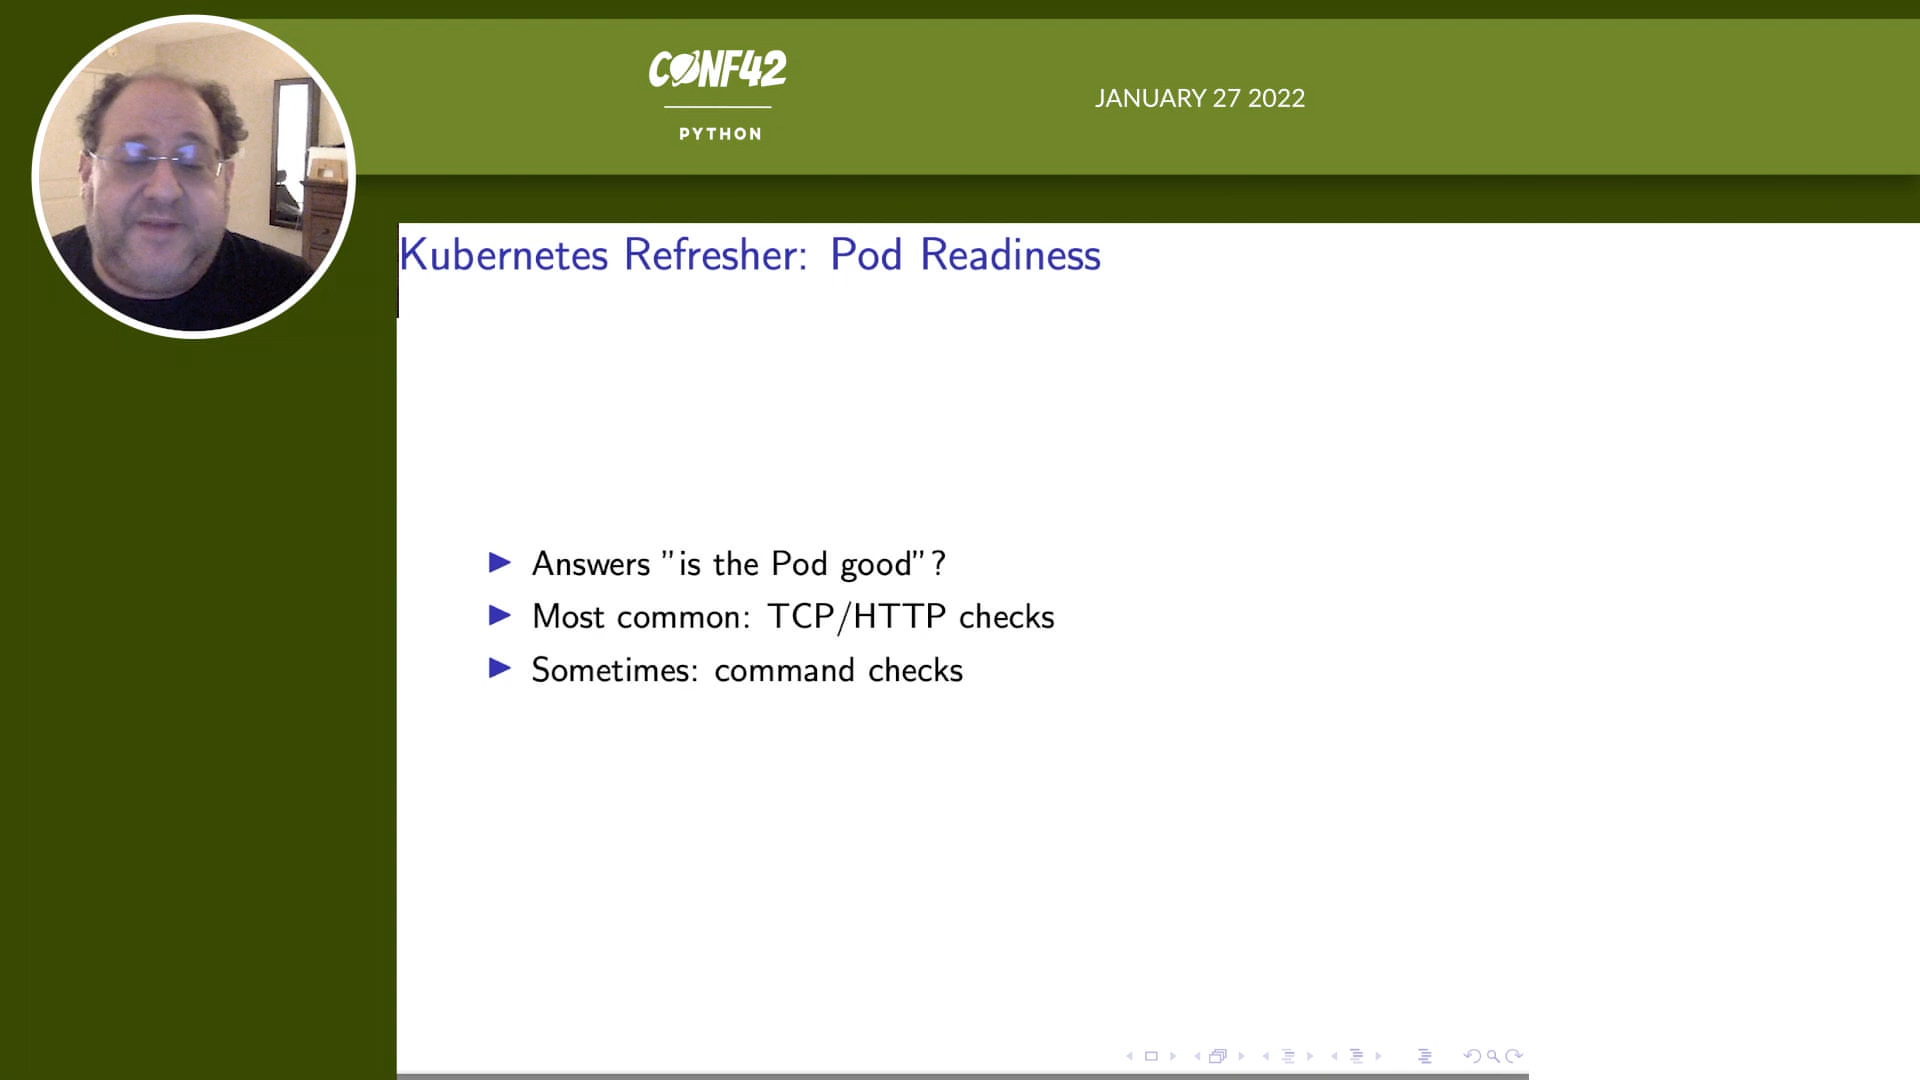 CONF42
PYTHON
JANUARY 27 2022
Kubernetes Refresher: Pod Readiness
Answers ”is the Pod good”?
Most common: TCP/HTTP checks
Sometimes: command checks